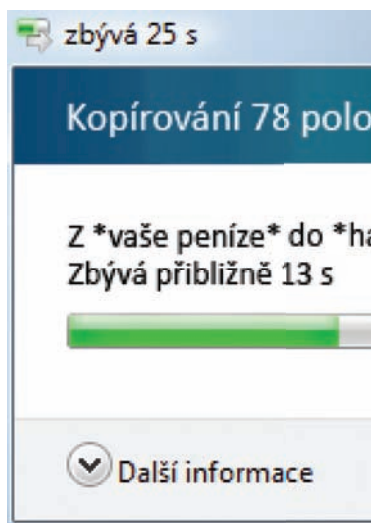 zbývá 25 s
Kopírování 78 polo
Z *vaše peníze* do *ha
Zbývá přibližně 13 s
Další informace